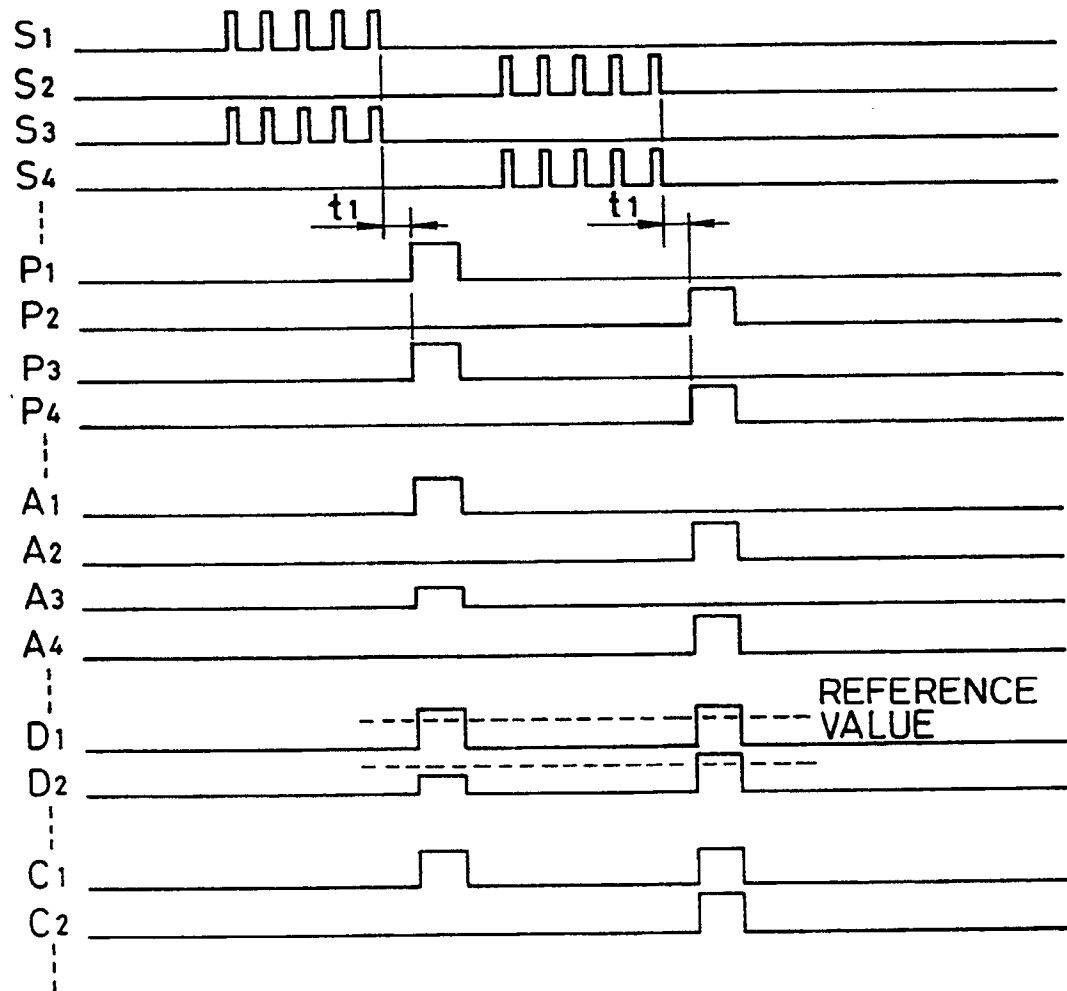 S1
S2
S3
S4
t1 t1
P1
P2
P3
P4
A1
A2
A3
A4
REFERENCE
VALUE
D1
D2
C1
C2